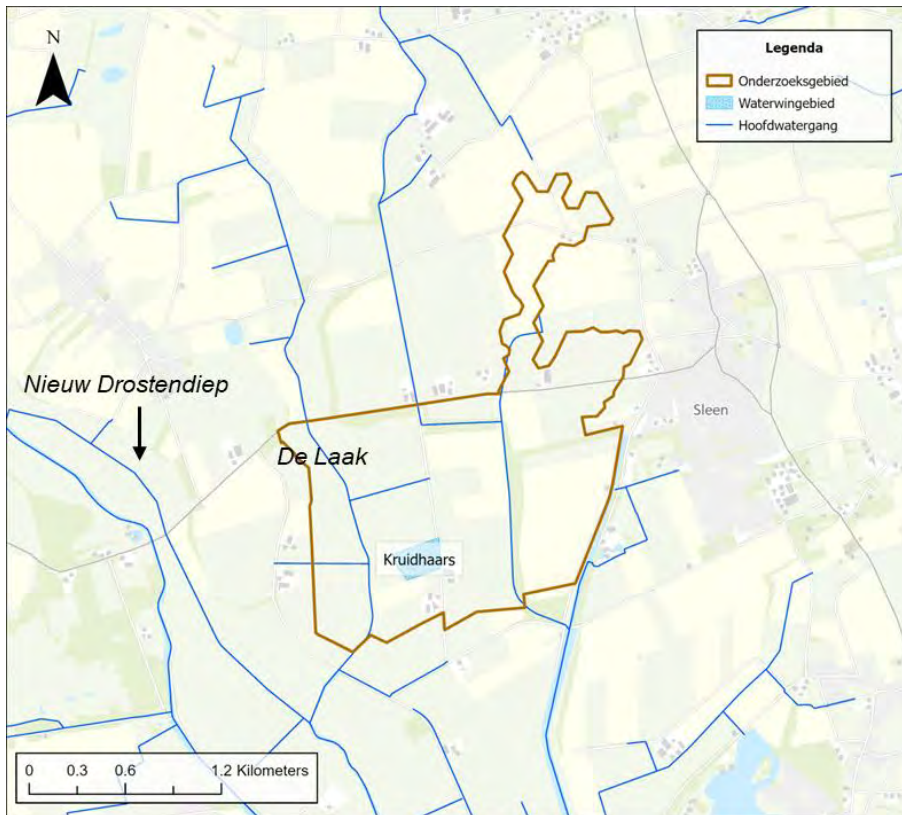 N
Legenda
Onderzoeksgebied
Waterwingebied
Hoofdwatergang
Nieuw Drostendiep
De Laak
Sleen
Kruidhaars
0 0.3 0.6 1.2 Kilometers